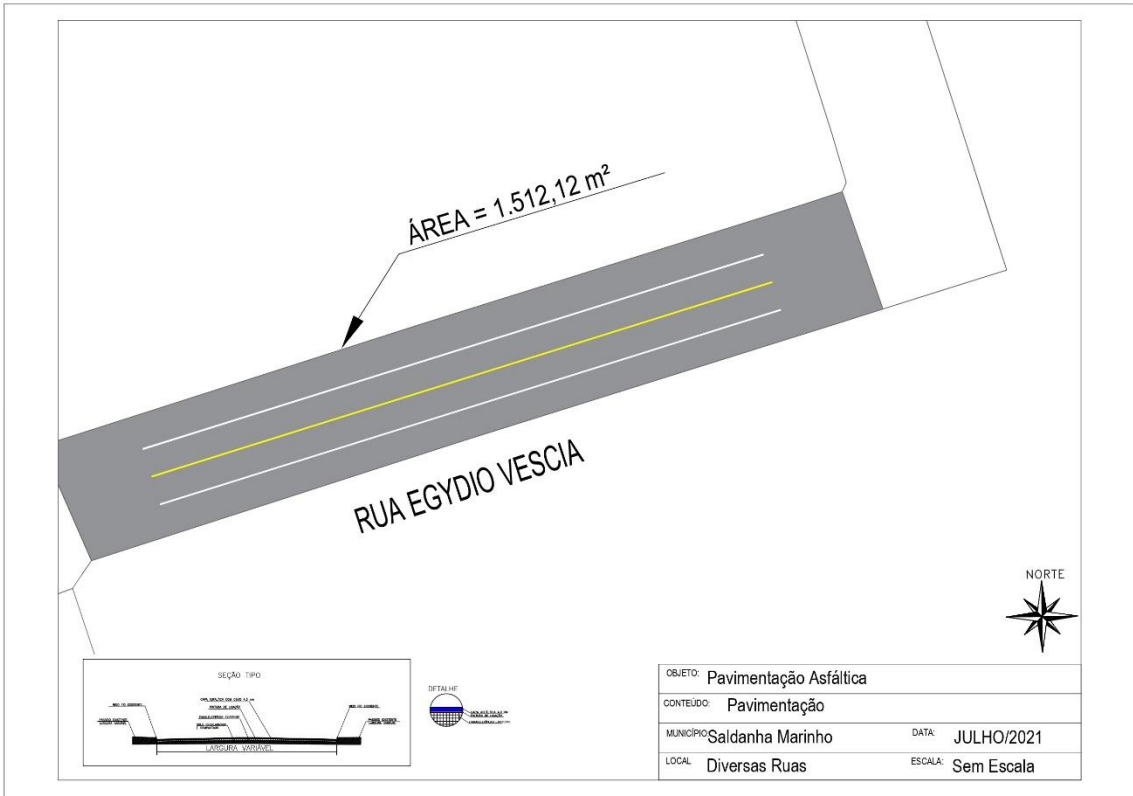 ÁREA = 1.512,12 m²
RUA EGYDIO VESCIA
NORTE
SEÇÃO TIPO
LARGURA VARIÁVEL
DETALHE
OBJETO: Pavimentação Asfáltica
CONTEÚDO: Pavimentação
MUNICÍPIO: Saldanha Marinho DATA: JULHO/2021
LOCAL Diversas Ruas ESCALA: Sem Escala